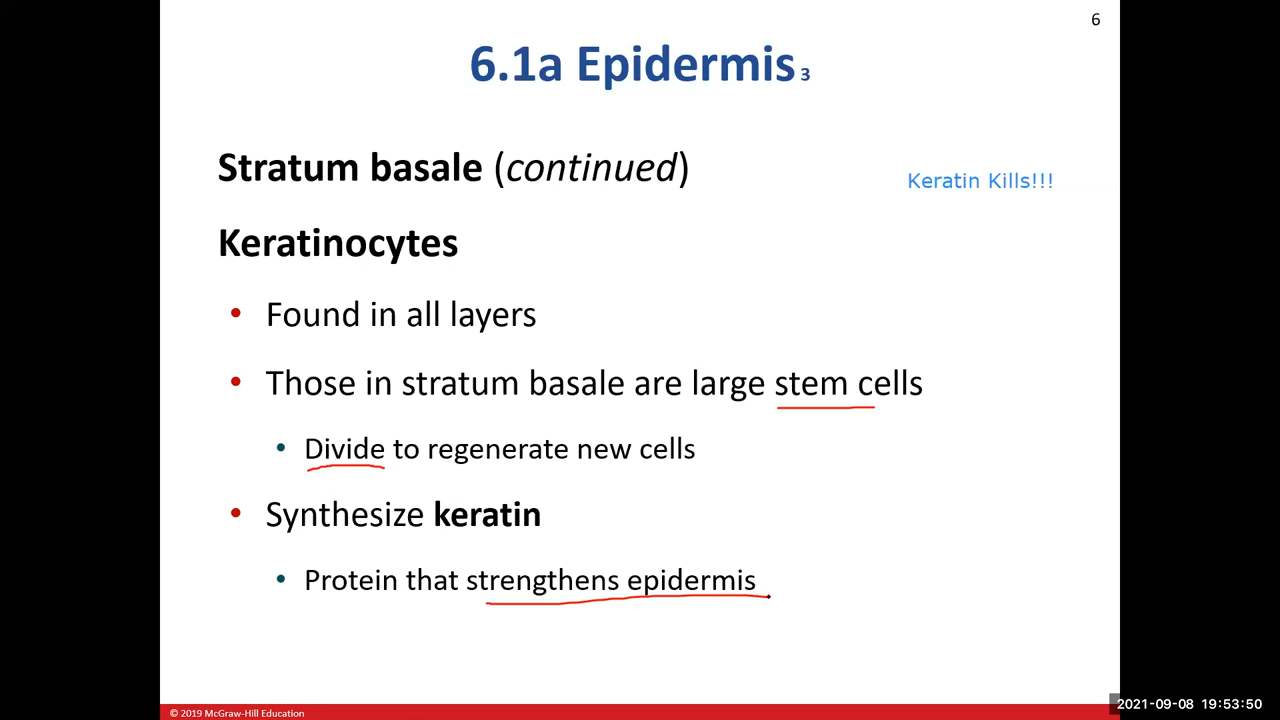 6
6.1a Epidermis 3
Stratum basale (continued)
Keratin Kills!!!
Keratinocytes
• Found in all layers
• Those in stratum basale are large stem cells
• Divide to regenerate new cells
• Synthesize keratin
• Protein that strengthens epidermis
© 2019 McGraw-Hill Education
2021-09-08 19:53:50